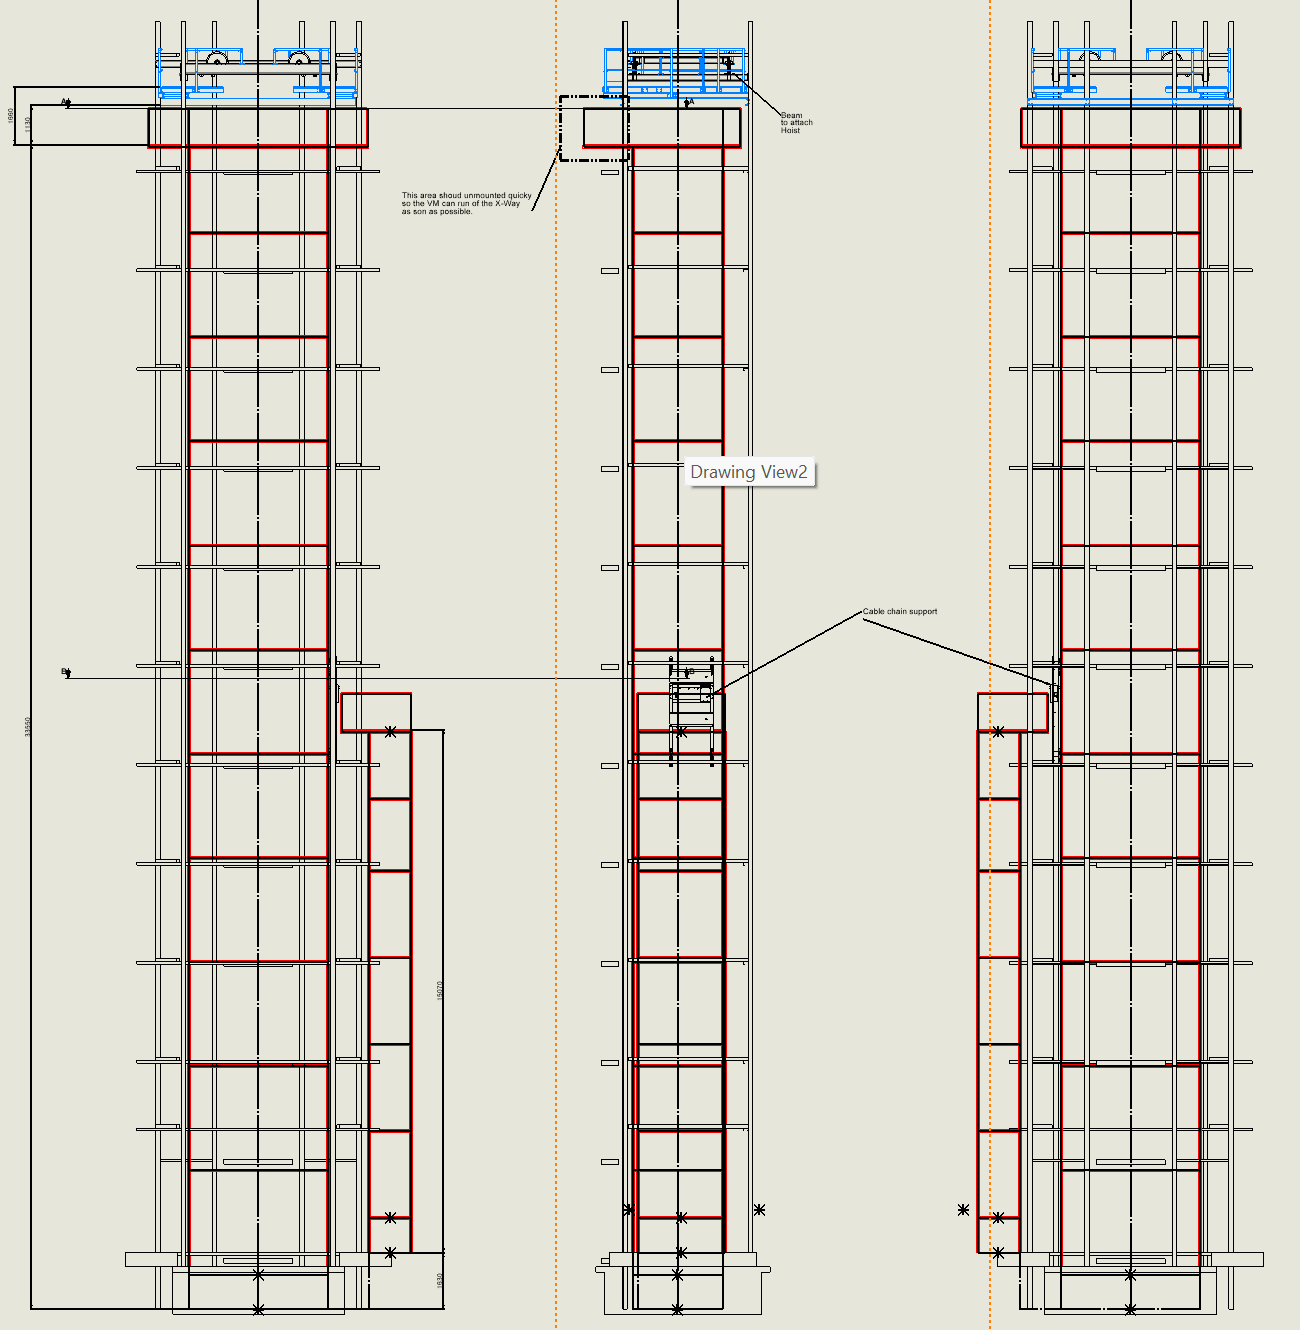 A
A
1660
1130
Beam
to attach
Hoist
This area shoud unmounted quicky
so the VM can run of the X-Way
as son as possible.
Drawing View2
Cable chain support
B
B
33550
15070
1630